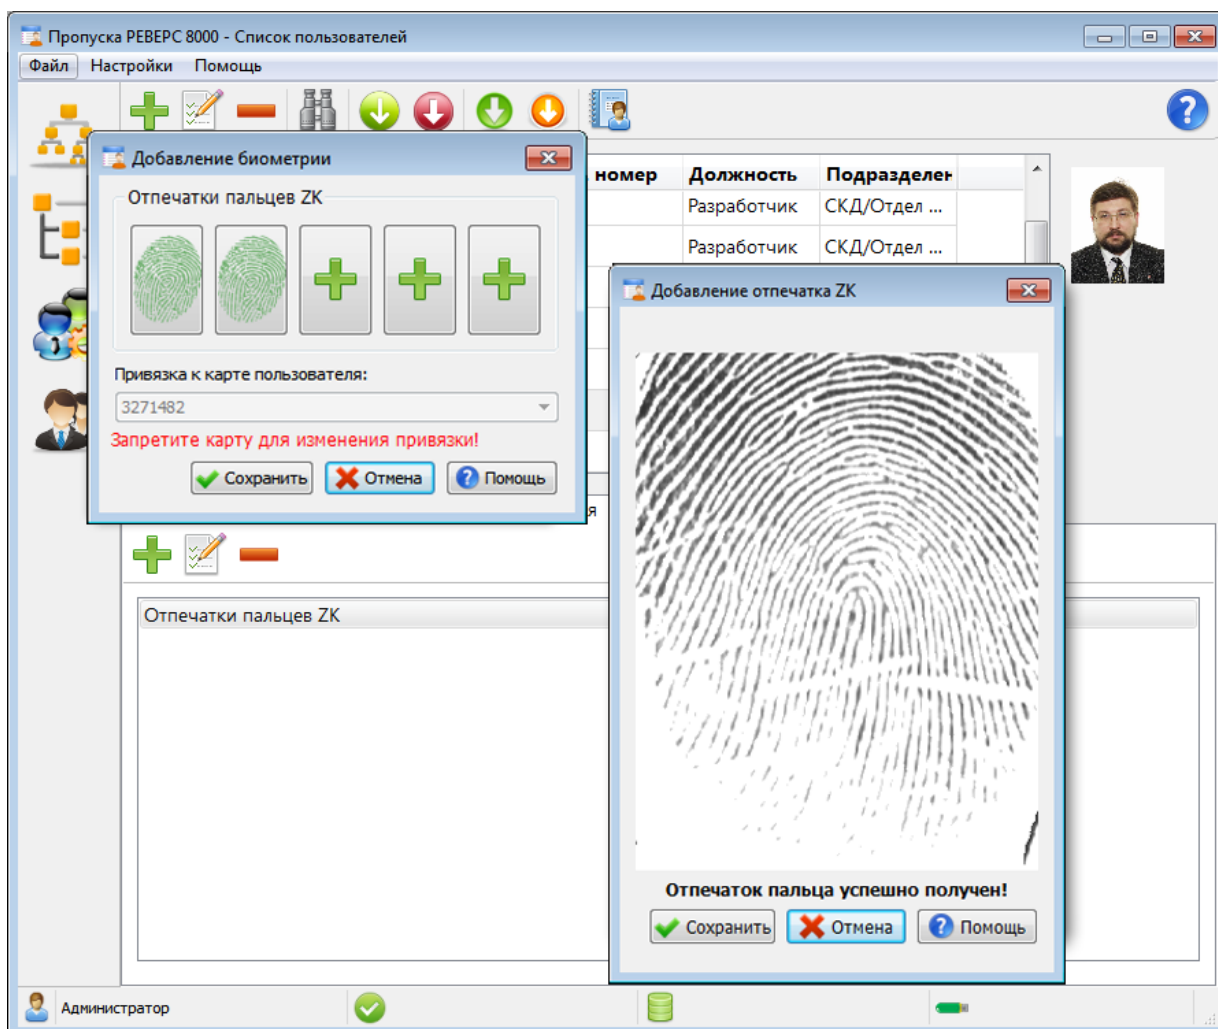 Пропуска РЕВЕРС 8000 - Список пользователей
Файл Настройки Помощь
Добавление биометрии
номер Должность Подразделен
Отпечатки пальцев ZK
Разработчик СКД/Отдел ...
Разработчик СКД/Отдел ...
Добавление отпечатка ZK
Привязка к карте пользователя:
3271482
Запретите карту для изменения привязки!
Сохранить Отмена Помощь
я
Отпечатки пальцев ZK
Отпечаток пальца успешно получен!
Сохранить Отмена Помощь
Администратор